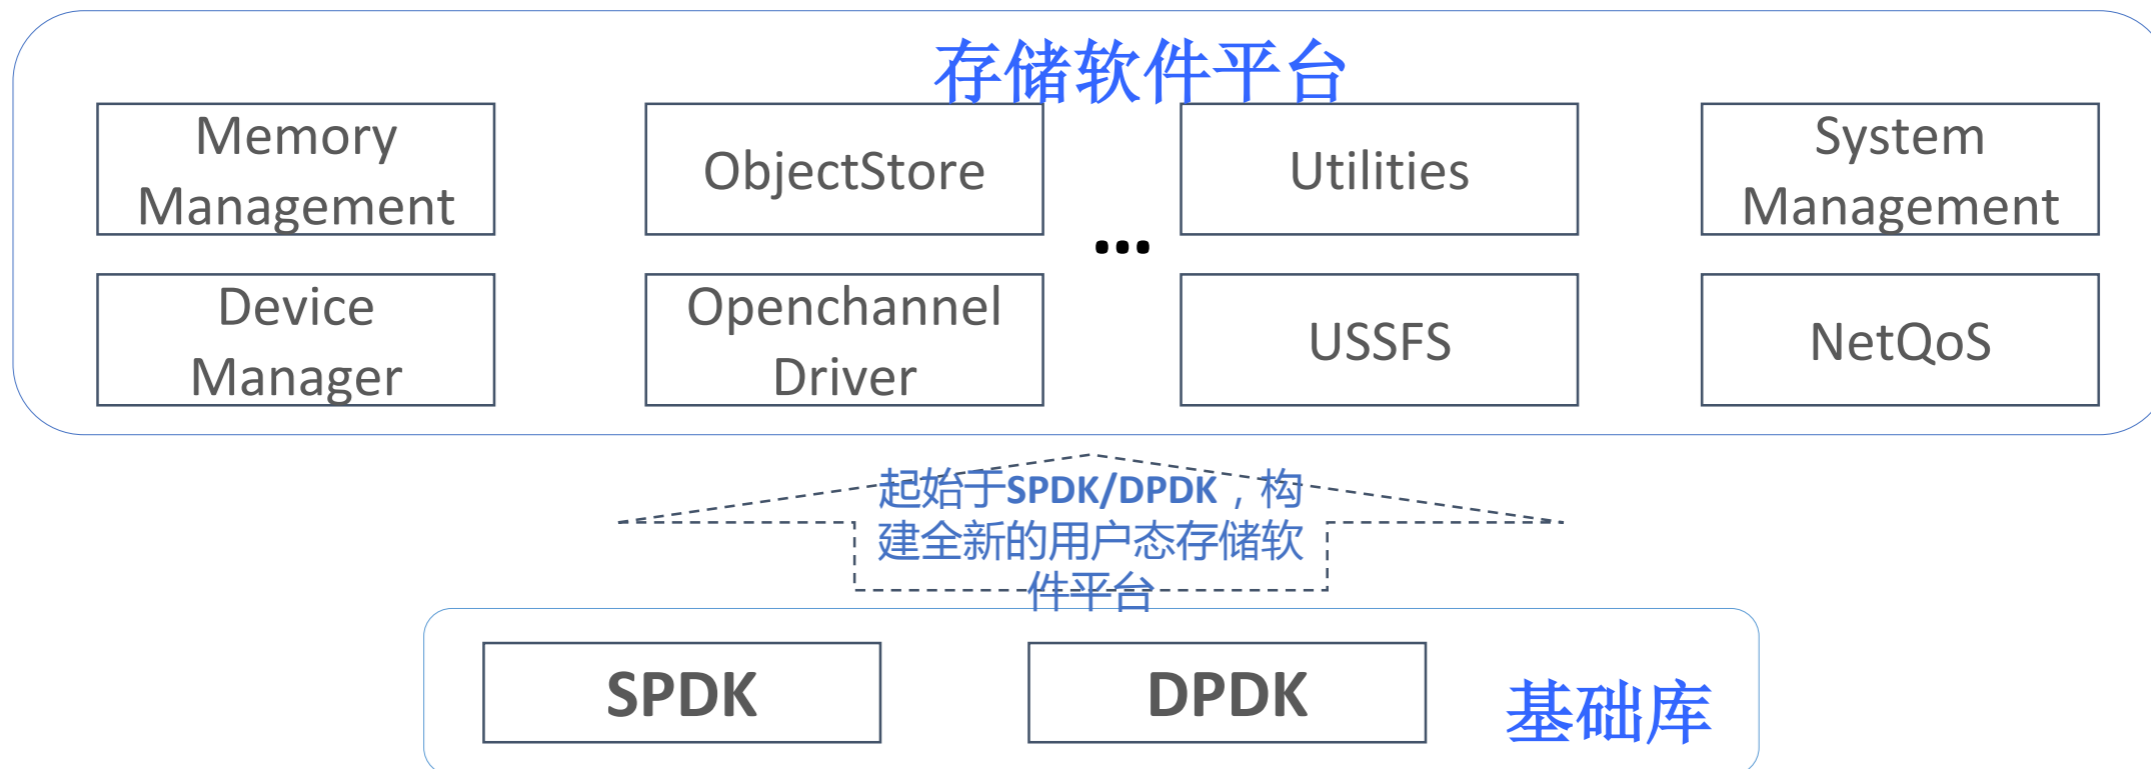 存储软件平台
Memory
Management
ObjectStore
Utilities
System
Management
...
Device
Manager
Openchannel
Driver
USSFS
NetQoS
起始于SPDK/DPDK，构
建全新的用户态存储软
件平台
SPDK
DPDK
基础库